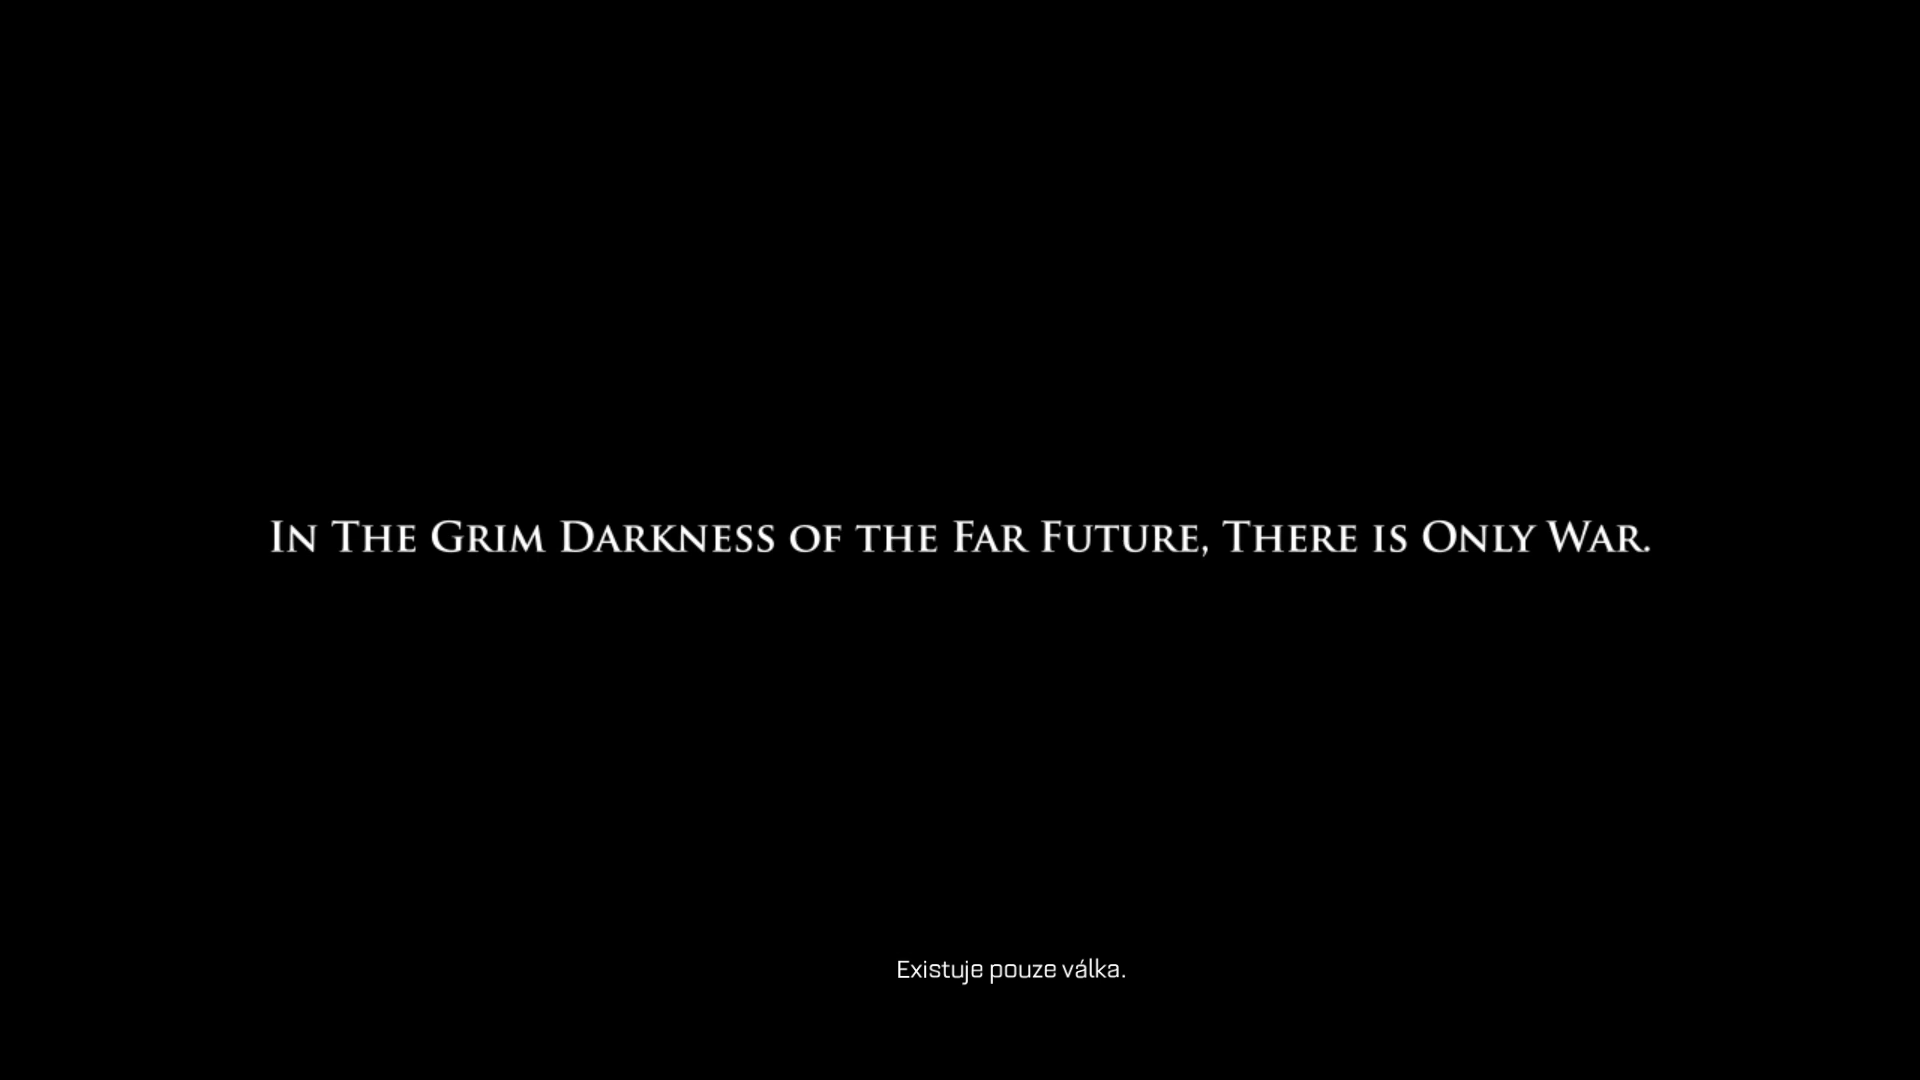 In The Grim Darkness of the Far Future, There is Only War.
Existuje pouze válka.